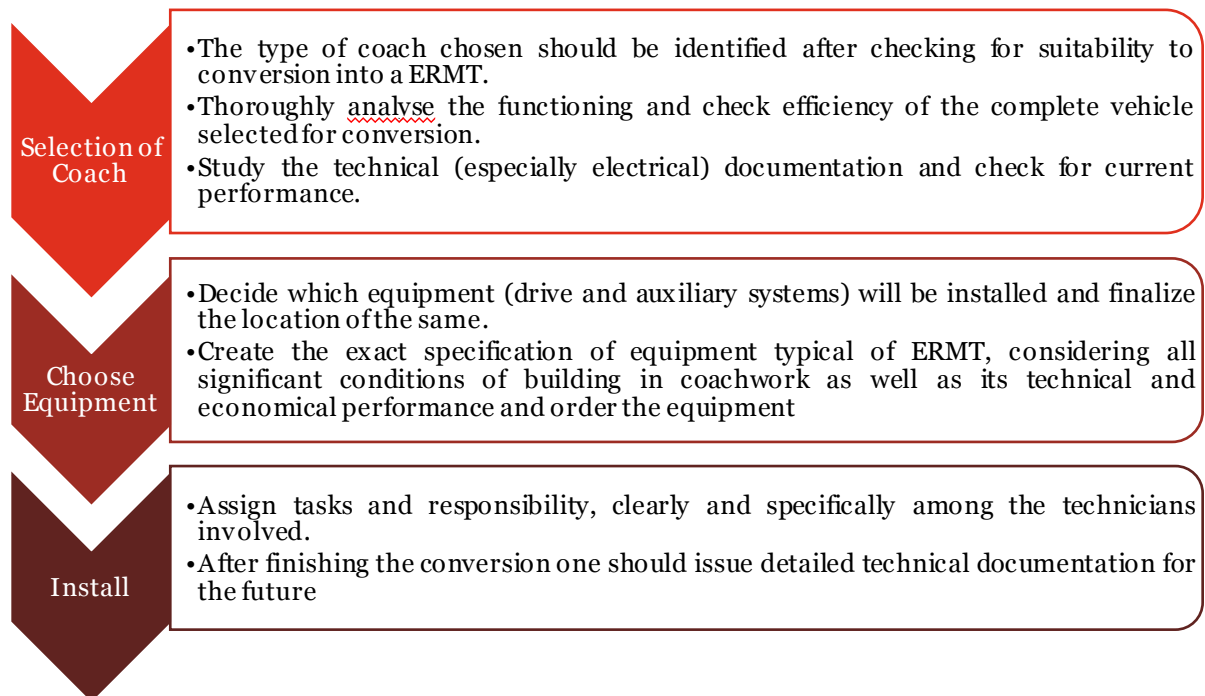 Selection of
Coach
•The type of coach chosen should be identified after checking for suitability to
conversion into a ERMT.
•Thoroughly analyse the functioning and check efficiency of the complete vehicle
selected for conversion.
•Study the technical (especially electrical) documentation and check for current
performance.
Choose
Equipment
•Decide which equipment (drive and auxiliary systems) will be installed and finalize
the location of the same.
•Create the exact specification of equipment typical of ERMT, considering all
significant conditions of building in coachwork as well as its technical and
economical performance and order the equipment
Install
•Assign tasks and responsibility, clearly and specifically among the technicians
involved.
•After finishing the conversion one should issue detailed technical documentation for
the future